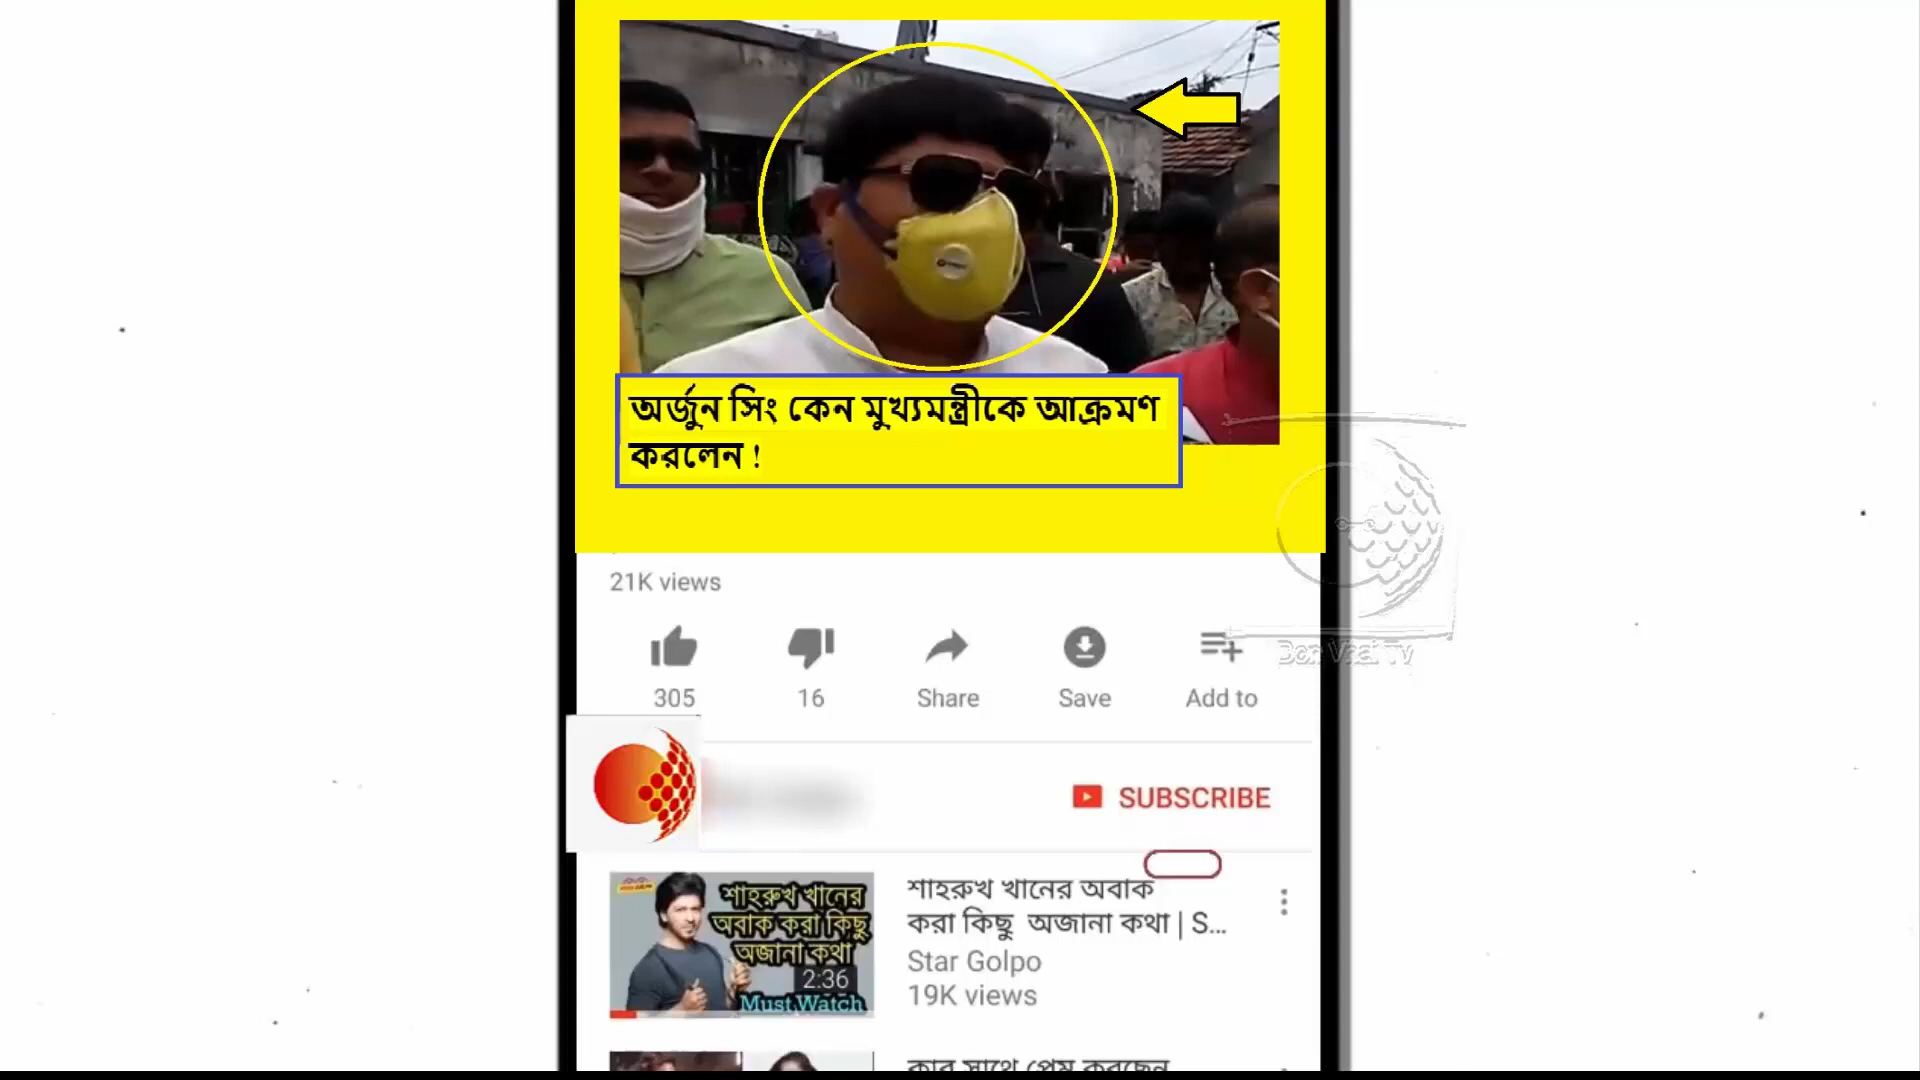 অর্জুন সিং কেন মুখ্যমন্ত্রীকে আক্রমণ
করলেন !
21K views
305
16
Share
Save
Add to
SUBSCRIBE
শাহরুখ খানের
অবাক করা কিছু
অজানা কথা
2:36
Must Watch
শাহরুখ খানের অবাক
করা কিছু অজানা কথা | S...
Star Golpo
19K views
কার সাথে প্রেম করছেন